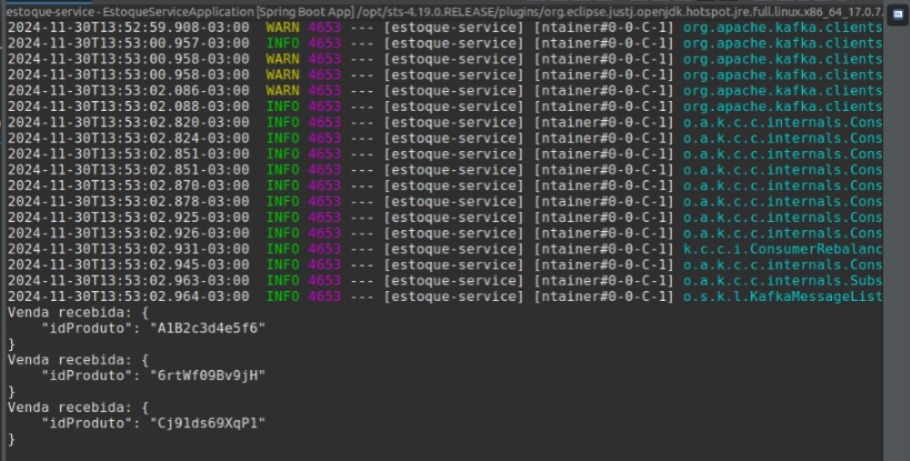 estoque-service - EstoqueServiceApplication [Spring Boot App] /opt/sts-4.19.0.RELEASE/plugins/org.eclipse.justj.openjdk.hotspot.jre.full.linux.x86_64_17.0.7.
2024-11-30T13:52:59.908-03:00  WARN 4653 --- [estoque-service] [ntainer#0-0-C-1] org.apache.kafka.clients
2024-11-30T13:53:00.957-03:00  INFO 4653 --- [estoque-service] [ntainer#0-0-C-1] org.apache.kafka.clients
2024-11-30T13:53:00.958-03:00  WARN 4653 --- [estoque-service] [ntainer#0-0-C-1] org.apache.kafka.clients
2024-11-30T13:53:00.958-03:00  WARN 4653 --- [estoque-service] [ntainer#0-0-C-1] org.apache.kafka.clients
2024-11-30T13:53:02.086-03:00  WARN 4653 --- [estoque-service] [ntainer#0-0-C-1] org.apache.kafka.clients
2024-11-30T13:53:02.088-03:00  INFO 4653 --- [estoque-service] [ntainer#0-0-C-1] org.apache.kafka.clients
2024-11-30T13:53:02.820-03:00  INFO 4653 --- [estoque-service] [ntainer#0-0-C-1] o.a.k.c.c.internals.Cons
2024-11-30T13:53:02.824-03:00  INFO 4653 --- [estoque-service] [ntainer#0-0-C-1] o.a.k.c.c.internals.Cons
2024-11-30T13:53:02.851-03:00  INFO 4653 --- [estoque-service] [ntainer#0-0-C-1] o.a.k.c.c.internals.Cons
2024-11-30T13:53:02.851-03:00  INFO 4653 --- [estoque-service] [ntainer#0-0-C-1] o.a.k.c.c.internals.Cons
2024-11-30T13:53:02.870-03:00  INFO 4653 --- [estoque-service] [ntainer#0-0-C-1] o.a.k.c.c.internals.Cons
2024-11-30T13:53:02.878-03:00  INFO 4653 --- [estoque-service] [ntainer#0-0-C-1] o.a.k.c.c.internals.Cons
2024-11-30T13:53:02.925-03:00  INFO 4653 --- [estoque-service] [ntainer#0-0-C-1] o.a.k.c.c.internals.Cons
2024-11-30T13:53:02.926-03:00  INFO 4653 --- [estoque-service] [ntainer#0-0-C-1] o.a.k.c.c.internals.Cons
2024-11-30T13:53:02.931-03:00  INFO 4653 --- [estoque-service] [ntainer#0-0-C-1] k.c.c.i.ConsumerRebalanc
2024-11-30T13:53:02.945-03:00  INFO 4653 --- [estoque-service] [ntainer#0-0-C-1] o.a.k.c.c.internals.Cons
2024-11-30T13:53:02.963-03:00  INFO 4653 --- [estoque-service] [ntainer#0-0-C-1] o.a.k.c.c.internals.Subs
2024-11-30T13:53:02.964-03:00  INFO 4653 --- [estoque-service] [ntainer#0-0-C-1] o.s.k.l.KafkaMessageList
Venda recebida: {
    "idProduto": "A1B2c3d4e5f6"
}
Venda recebida: {
    "idProduto": "6rtWf09Bv9jH"
}
Venda recebida: {
    "idProduto": "Cj91ds69XqP1"
}